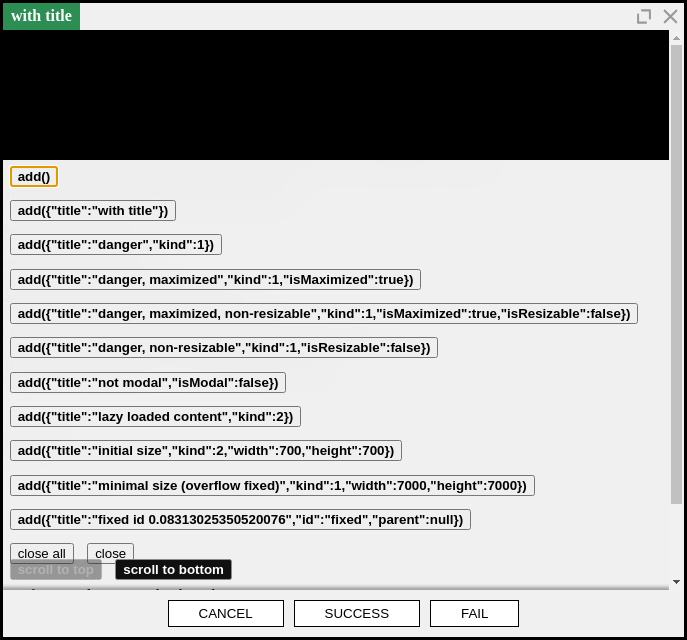 with title
add()
add({"title":"with title"})
add({"title":"danger","kind":1})
add({"title":"danger, maximized","kind":1,"isMaximized":true})
add({"title":"danger, maximized, non-resizable","kind":1,"isMaximized":true,"isResizable":false})
add({"title":"danger, non-resizable","kind":1,"isResizable":false})
add({"title":"not modal","isModal":false})
add({"title":"lazy loaded content","kind":2})
add({"title":"initial size","kind":2,"width":700,"height":700})
add({"title":"minimal size (overflow fixed)","kind":1,"width":7000,"height":7000})
add({"title":"fixed id 0.08313025350520076","id":"fixed","parent":null})
close all close
scroll to top scroll to bottom
CANCEL SUCCESS FAIL